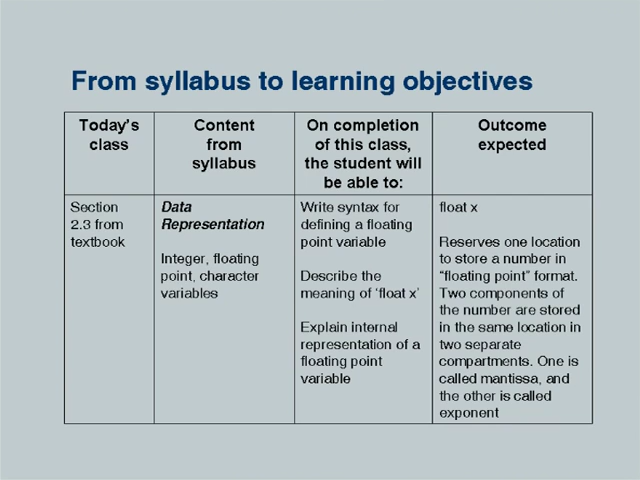 From syllabus to learning objectives
Today's
class
Content
from
syllabus
On completion
of this class,
the student will
be able to:
Outcome
expected
Section
2.3 from
textbook
Data
Representation
Integer, floating
point, character
variables
Write syntax for
defining a floating
point variable
Describe the
meaning of ‘float x’
Explain internal
representation of a
floating point
variable
float x
Reserves one location
to store a number in
“floating point” format.
Two components of
the number are stored
in the same location in
two separate
compartments. One is
called mantissa, and
the other is called
exponent